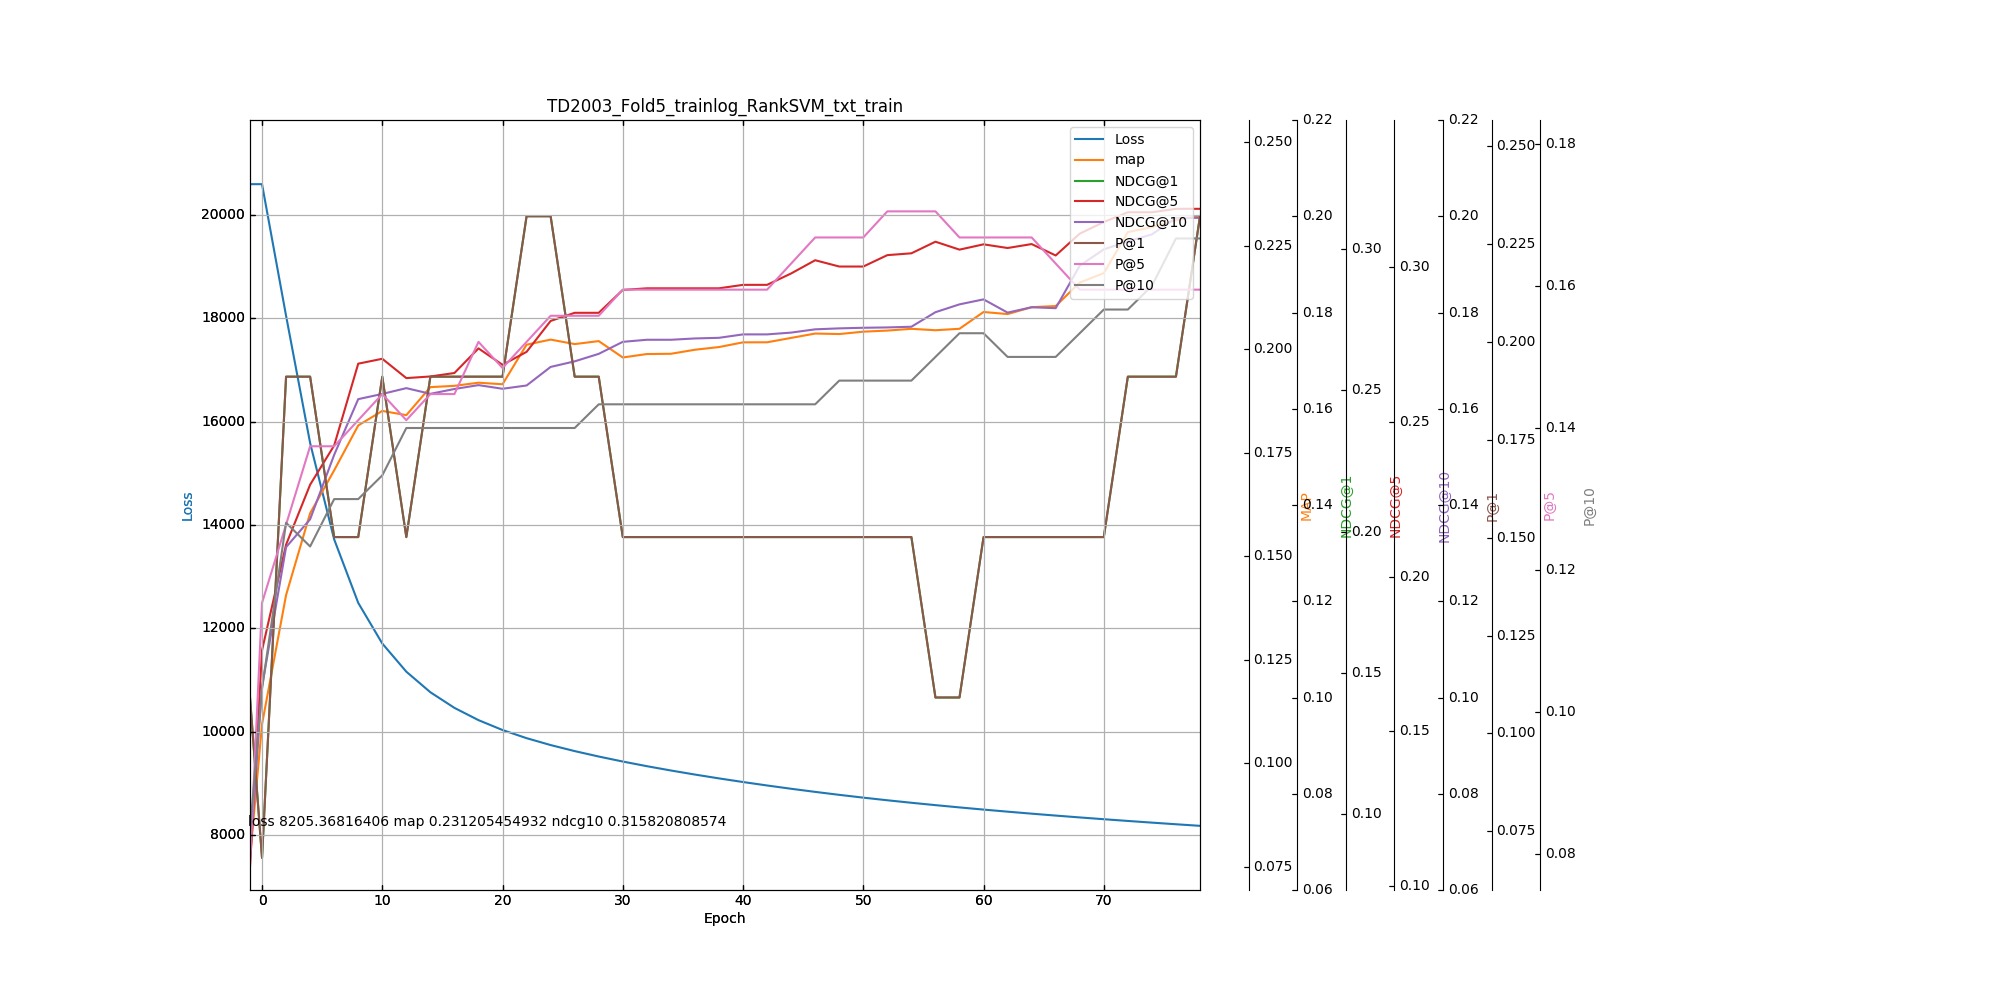 TD2003_Fold5_trainlog_RankSVM_txt_train
Loss
map
NDCG@1
NDCG@5
NDCG@10
P@1
P@5
P@10
Loss
20000
18000
16000
14000
12000
10000
8000
loss 8205.36816406 map 0.231205454932 ndcg10 0.315820808574
0 10 20 30 40 50 60 70
Epoch
0.250
0.225
0.200
0.175
0.150
0.125
0.100
0.075
MAP
0.22
0.20
0.18
0.16
0.14
0.12
0.10
0.08
0.06
NDCG@1
0.30
0.25
0.20
0.15
0.10
NDCG@5
0.30
0.25
0.20
0.15
0.10
NDCG@10
0.22
0.20
0.18
0.16
0.14
0.12
0.10
0.08
0.06
P@1
0.250
0.225
0.200
0.175
0.150
0.125
0.100
0.075
P@5
0.18
0.16
0.14
0.12
0.10
0.08
P@10